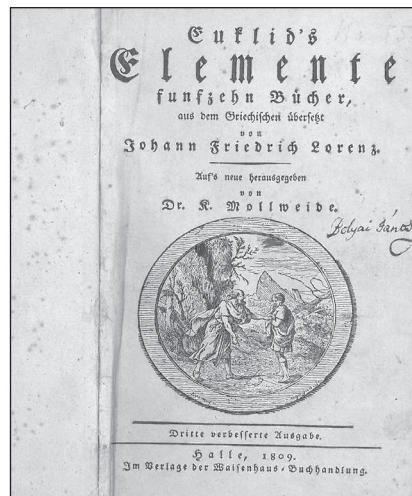 Euklid's
Elemente
funfzehn Bücher,
aus dem Griechischen übersetzt
von
Johann Friedrich Lorenz.
Auf's neue herausgegeben
von
Dr. K. Mollweide.
Bolyai János
Dritte verbesserte Ausgabe.
Halle, 1809.
Im Verlage der Waisenhaus-Buchhandlung.